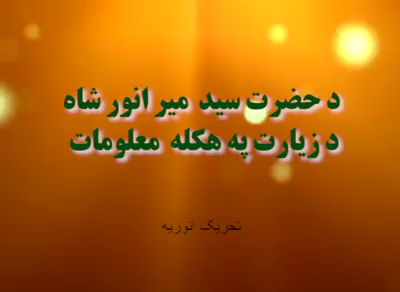 د حضرت سید میر انور شاه
د زیارت په هکله معلومات
تحریک انوریه